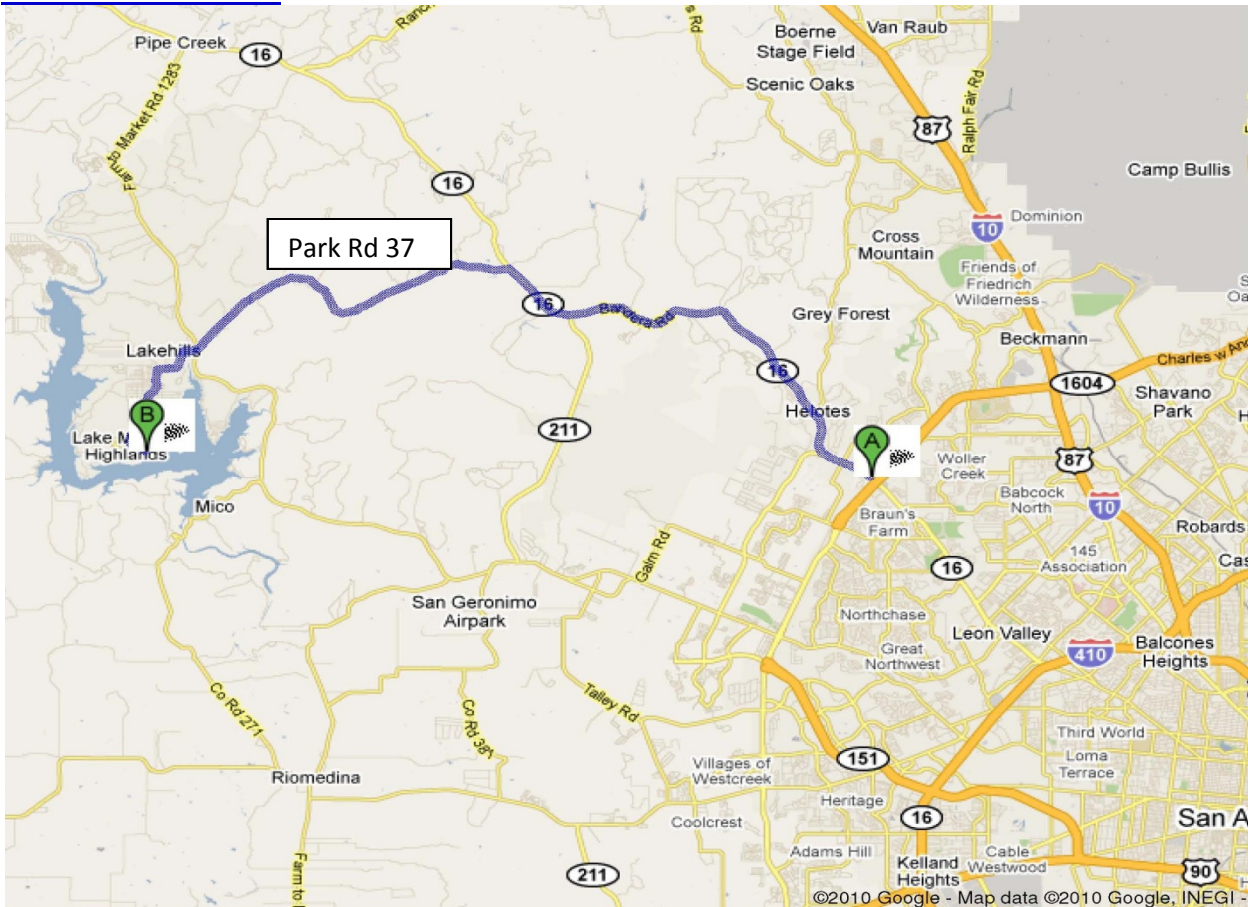 Van Raub
Boerne
Stage Field
Pipe Creek
16
Scenic Oaks
Ralph Fair Rd
Farm to Market Rd 1283
87
Camp Bullis
16
Dominion
10
Park Rd 37
Cross
Mountain
Friends of
Friedrich
Wilderness
16
Bandera Rd
Grey Forest
Beckmann
Lakehills
16
1604
Shavano
Park
Helotes
B
A
211
Highlands
Woller
Creek
87
Babcock
North
10
Mico
Braun's
Farm
Robards
Galm Rd
16
145
Association
San Geronimo
Airpark
Northchase
Leon Valley
Great
Northwest
410
Balcones
Heights
Talley Rd
Co Rd 271
Co Rd 381
Third World
Loma
Terrace
151
Villages of
Westcreek
Riomedina
Heritage
16
Coolcrest
San A
Adams Hill
Cable
Westwood
Kelland
Heights
211
90
Farm to
©2010 Google - Map data ©2010 Google, INEGI -